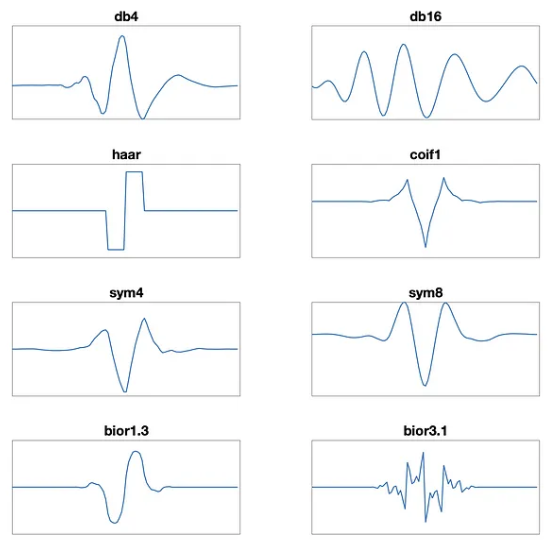 db4
db16
haar
coif1
sym4
sym8
bior1.3
bior3.1